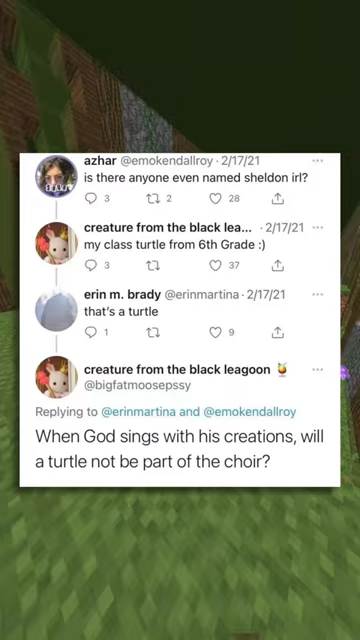 azhar @emokendallroy · 2/17/21
is there anyone even named sheldon irl?
3 2 28
creature from the black lea... · 2/17/21
my class turtle from 6th Grade :)
3 37
erin m. brady @erinmartina · 2/17/21
that's a turtle
1 9
creature from the black leagoon
@bigfatmoosepssy
Replying to @erinmartina and @emokendallroy
When God sings with his creations, will
a turtle not be part of the choir?